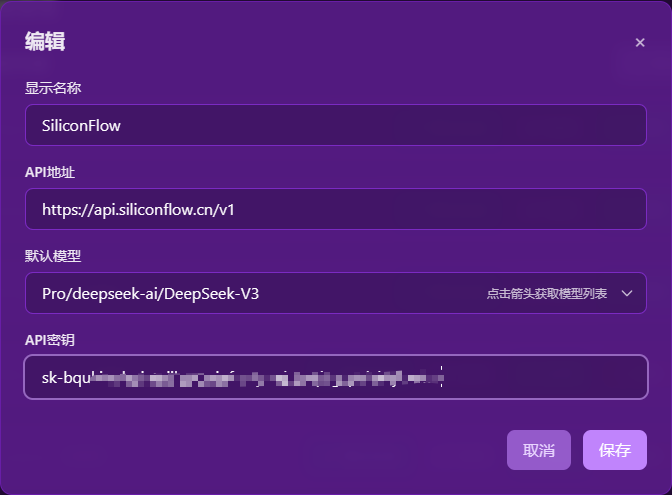 编辑
×
显示名称
SiliconFlow
API地址
https://api.siliconflow.cn/v1
默认模型
Pro/deepseek-ai/DeepSeek-V3 点击箭头获取模型列表
API密钥
sk-bqu
取消 保存